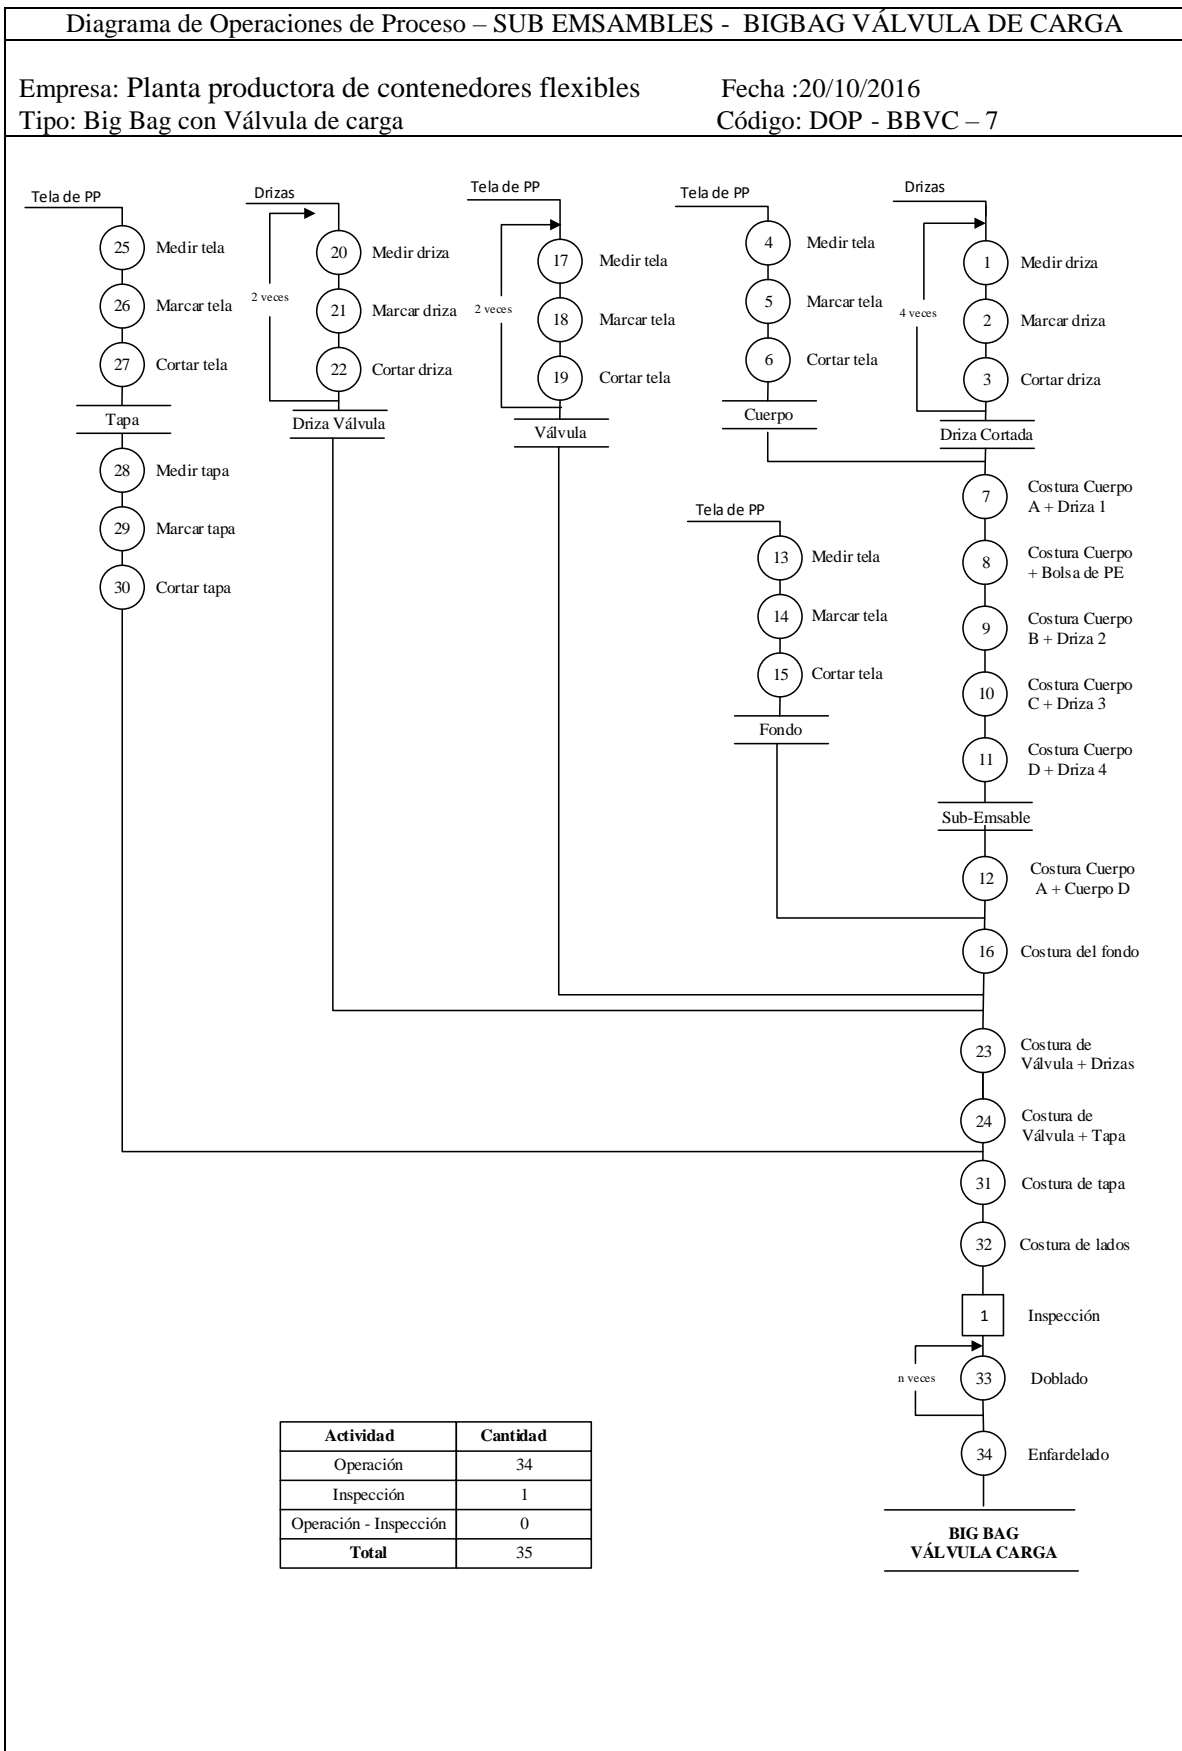 Diagrama de Operaciones de Proceso – SUB EMSAMBLES - BIGBAG VÁLVULA DE CARGA
Empresa: Planta productora de contenedores flexibles
Fecha :20/10/2016
Tipo: Big Bag con Válvula de carga
Código: DOP - BBVC – 7
Tela de PP
25 Medir tela
26 Marcar tela
27 Cortar tela
Tapa
28 Medir tapa
29 Marcar tapa
30 Cortar tapa
Drizas
2 veces
20 Medir driza
21 Marcar driza
22 Cortar driza
Driza Válvula
Tela de PP
2 veces
17 Medir tela
18 Marcar tela
19 Cortar tela
Válvula
Tela de PP
4 Medir tela
5 Marcar tela
6 Cortar tela
Cuerpo
Tela de PP
13 Medir tela
14 Marcar tela
15 Cortar tela
Fondo
Drizas
4 veces
1 Medir driza
2 Marcar driza
3 Cortar driza
Driza Cortada
7 Costura Cuerpo
A + Driza 1
8 Costura Cuerpo
+ Bolsa de PE
9 Costura Cuerpo
B + Driza 2
10 Costura Cuerpo
C + Driza 3
11 Costura Cuerpo
D + Driza 4
Sub-Emsable
12 Costura Cuerpo
A + Cuerpo D
16 Costura del fondo
23 Costura de
Válvula + Drizas
24 Costura de
Válvula + Tapa
31 Costura de tapa
32 Costura de lados
1 Inspección
n veces
33 Doblado
34 Enfardelado
BIG BAG
VÁLVULA CARGA
Actividad Cantidad
Operación 34
Inspección 1
Operación - Inspección 0
Total 35